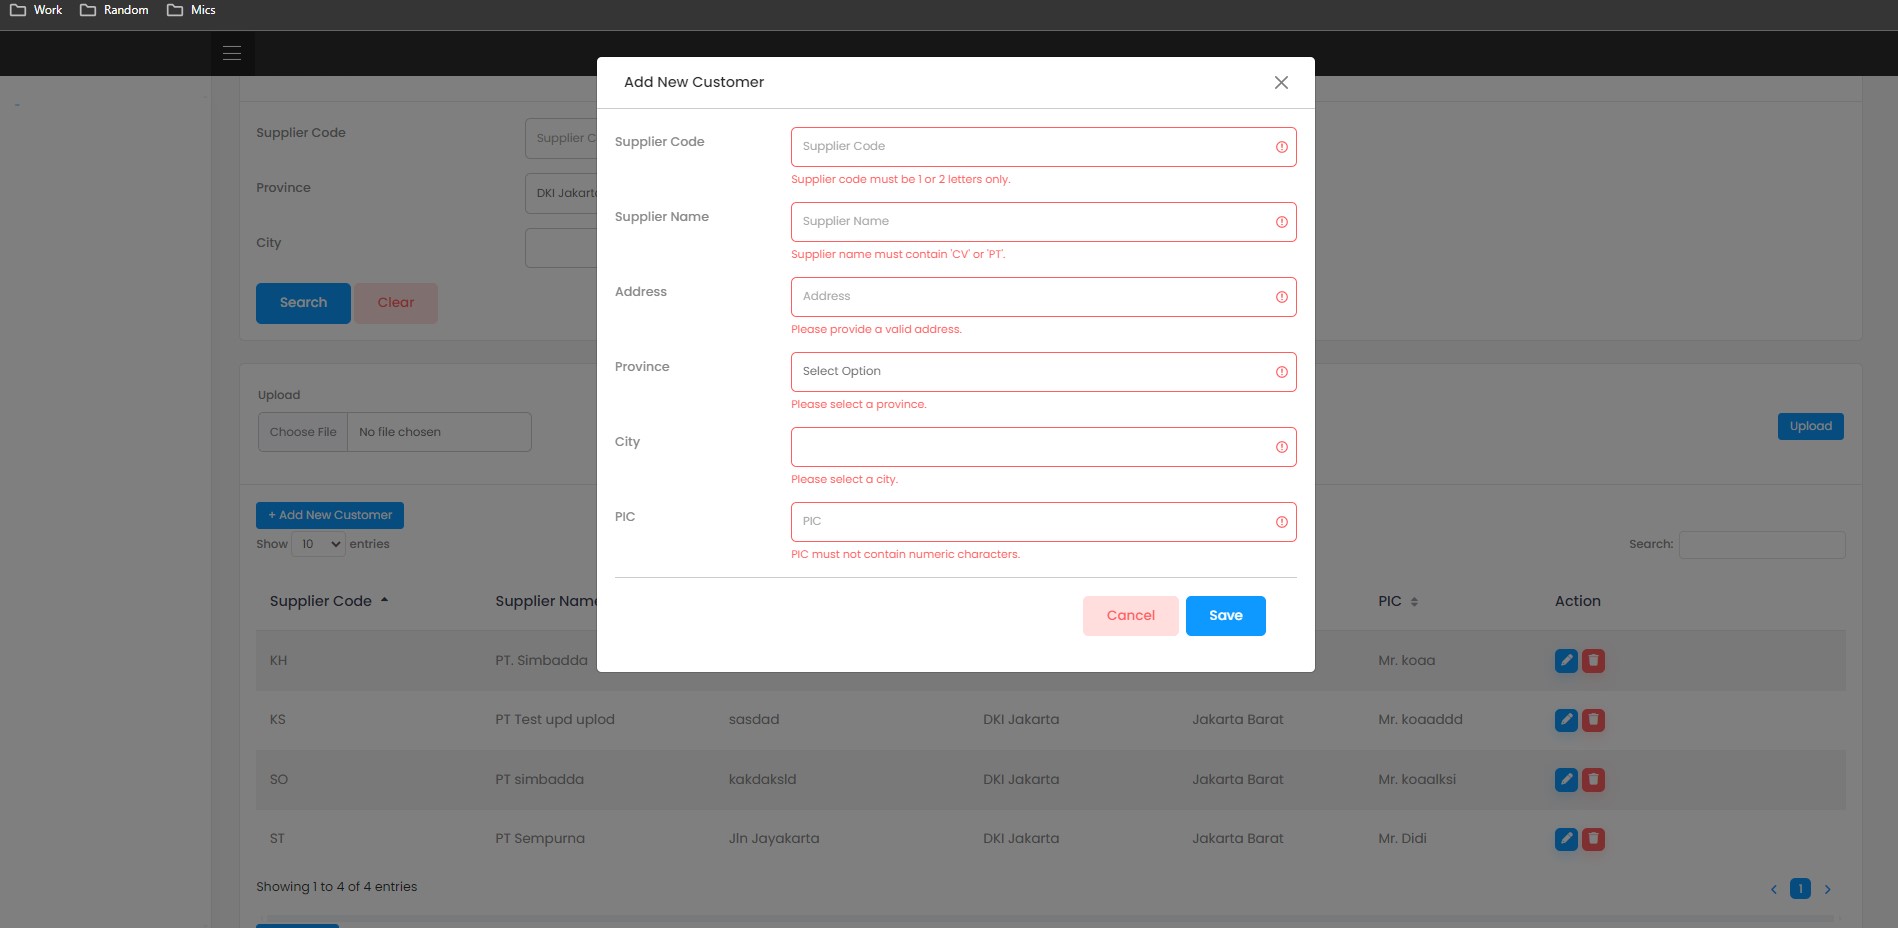 Work Random Mics
Add New Customer
Supplier Code
Supplier Code
Supplier code must be 1 or 2 letters only.
Supplier Name
Supplier Name
Supplier name must contain 'CV' or 'PT'.
Address
Address
Please provide a valid address.
Province
Select Option
Please select a province.
City
Please select a city.
PIC
PIC
PIC must not contain numeric characters.
Cancel Save
Supplier Code
Supplier C
Province
DKI Jakarta
City
Search Clear
Upload
Choose File No file chosen
Upload
+ Add New Customer
Show 10 entries
Search:
Supplier Code Supplier Name PIC Action
KH PT. Simbadda Mr. koaa
KS PT Test upd uplod sasdad DKI Jakarta Jakarta Barat Mr. koaaddd
SO PT simbadda kakdaksld DKI Jakarta Jakarta Barat Mr. koaalksi
ST PT Sempurna Jln Jayakarta DKI Jakarta Jakarta Barat Mr. Didi
Showing 1 to 4 of 4 entries
1